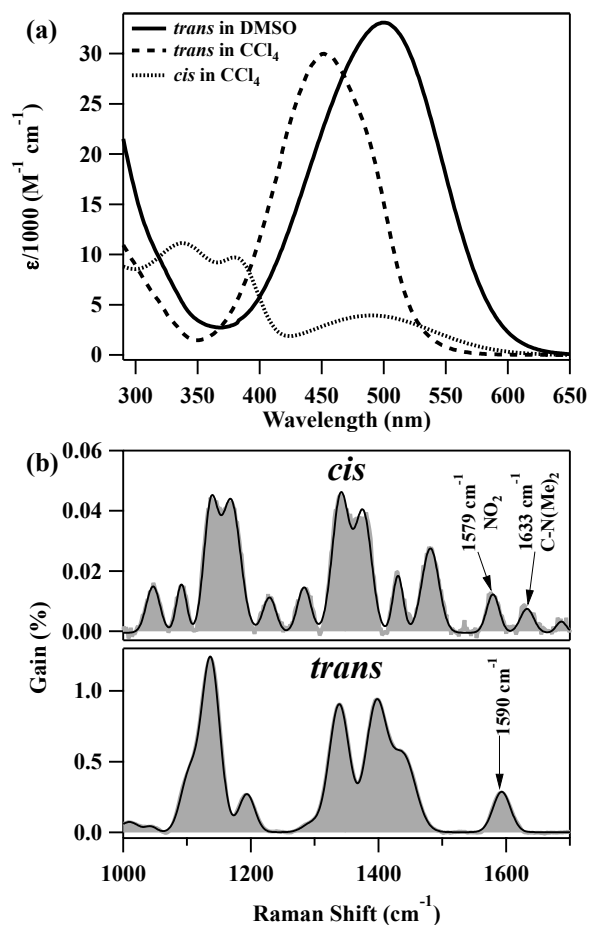 (a)
trans in DMSO
trans in CCl₄
cis in CCl₄
ε/1000 (M⁻¹ cm⁻¹)
30
25
20
15
10
5
0
300 350 400 450 500 550 600 650
Wavelength (nm)
(b)
cis
0.06
0.04
0.02
0.00
1579 cm⁻¹
NO₂
1633 cm⁻¹
C-N(Me)₂
Gain (%)
trans
1.0
0.5
0.0
1590 cm⁻¹
1000 1200 1400 1600
Raman Shift (cm⁻¹)